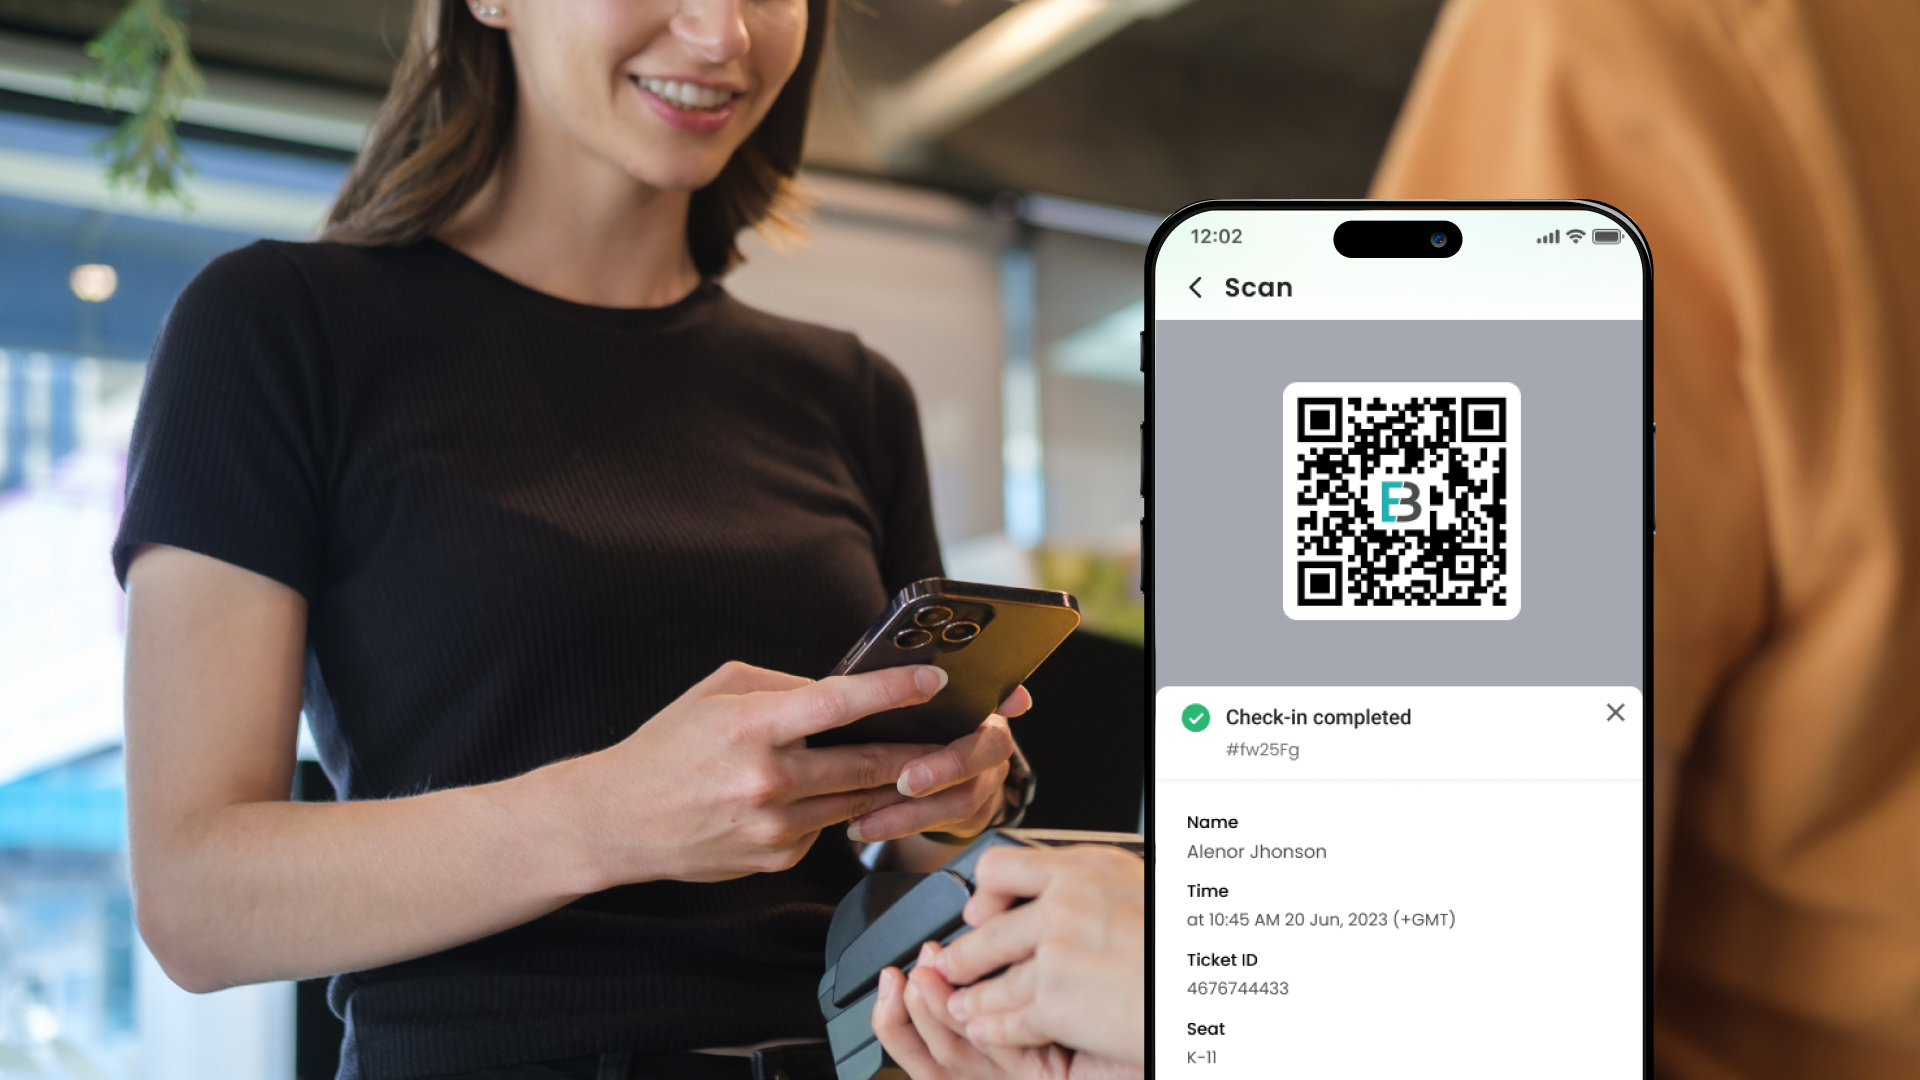 12:02
Scan
EB
Check-in completed
#fw25Fg
Name
Alenor Jhonson
Time
at 10:45 AM 20 Jun, 2023 (+GMT)
Ticket ID
4676744433
Seat
K-11